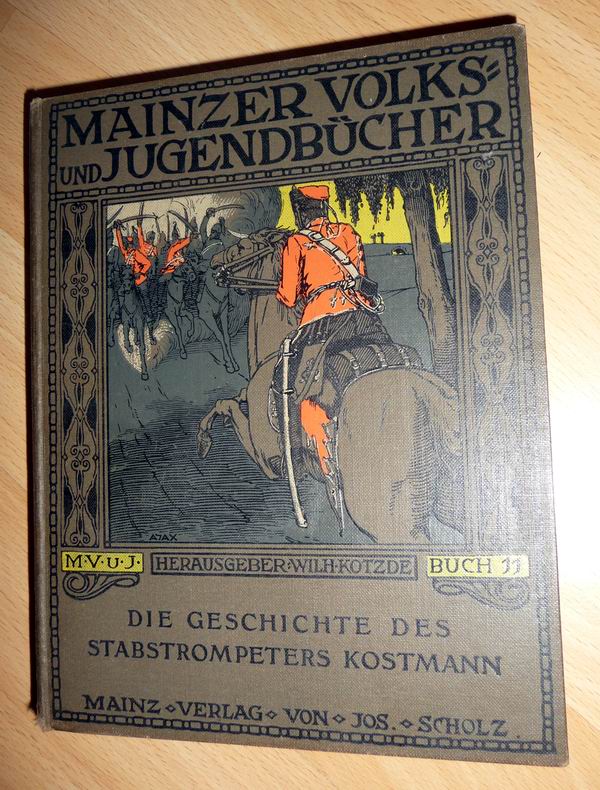 MAINZER VOLKS=
UND JUGENDBÜCHER
AJAX
M·V·U·J·
HERAUSGEBER·WILH·KOTZDE
BUCH 11
DIE GESCHICHTE DES
STABSTROMPETERS KOSTMANN
MAINZ ⋄ VERLAG ⋄ VON ⋄ JOS. ⋄ SCHOLZ.